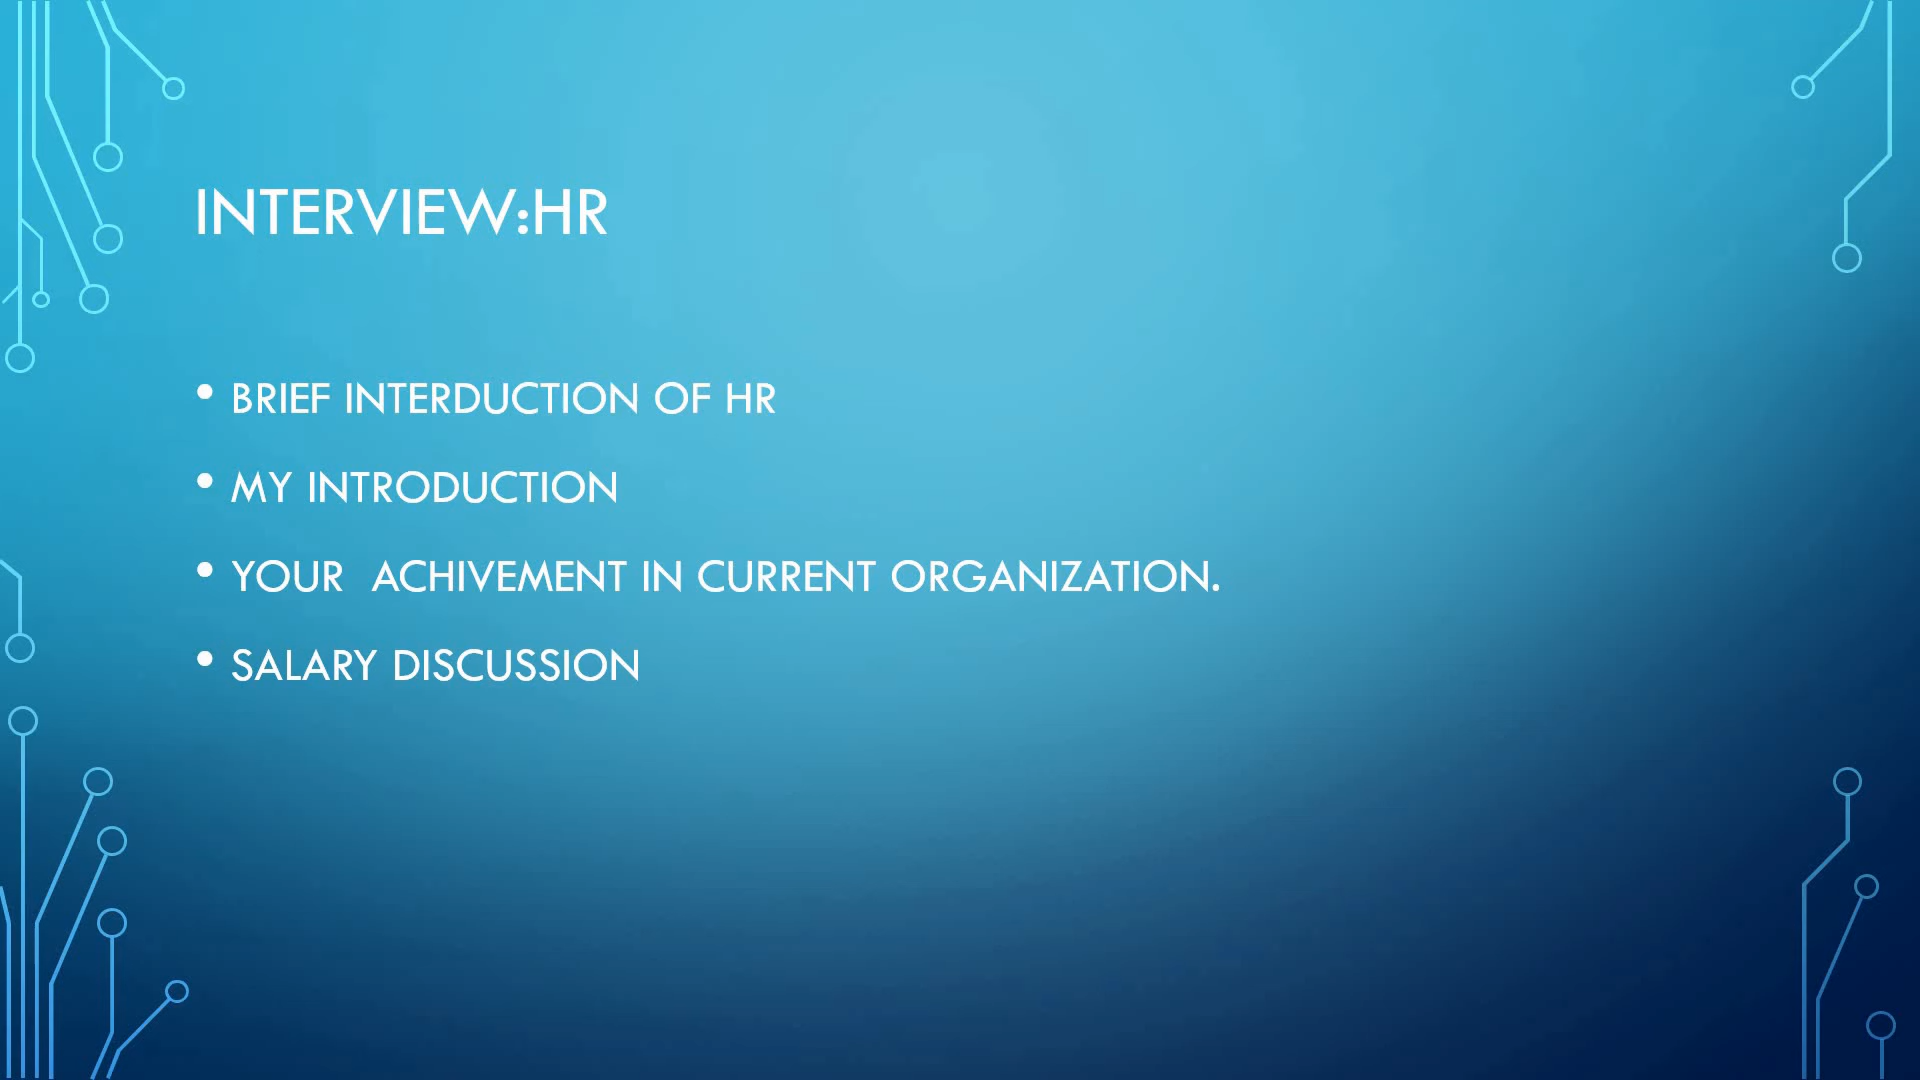 INTERVIEW:HR
• BRIEF INTERDUCTION OF HR
• MY INTRODUCTION
• YOUR  ACHIVEMENT IN CURRENT ORGANIZATION.
• SALARY DISCUSSION